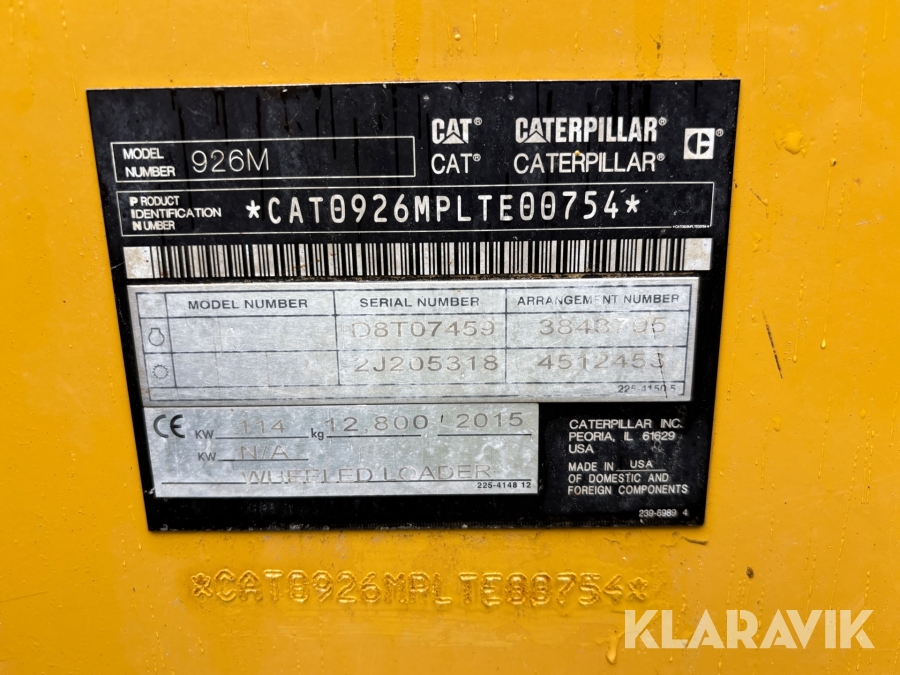 CAT® CATERPILLAR®
MODEL NUMBER 926M CAT® CATERPILLAR®
PRODUCT IDENTIFICATION NUMBER *CAT0926MPLTE00754*
MODEL NUMBER SERIAL NUMBER ARRANGEMENT NUMBER
D8T07459
2J205318 4512453
225-4150 5
CE KW 114 kg 12,800 / 2015
KW N/A
WHEELED LOADER
225-4148 12
CATERPILLAR INC.
PEORIA, IL 61629
USA
MADE IN USA
OF DOMESTIC AND
FOREIGN COMPONENTS
239-6989 4
*CAT0926MPLTE00754*
KLARAVIK